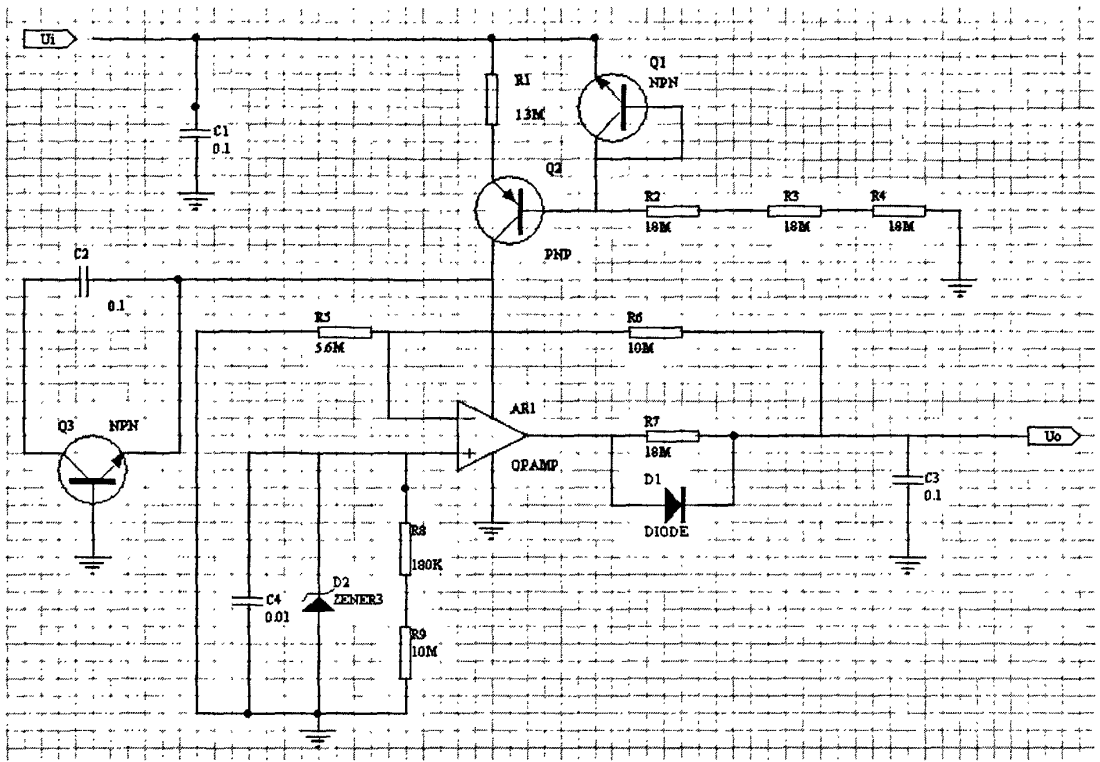 Ui
Q1
NPN
R1
13M
C1
0.1
Q2
PNP
R2
18M
R3
18M
R4
18M
C2
0.1
R5
5.6M
R6
10M
Q3
NPN
AR1
OPAMP
R7
18M
D1
DIODE
Uo
C3
0.1
R8
180K
D2
ZENER3
C4
0.01
R9
10M